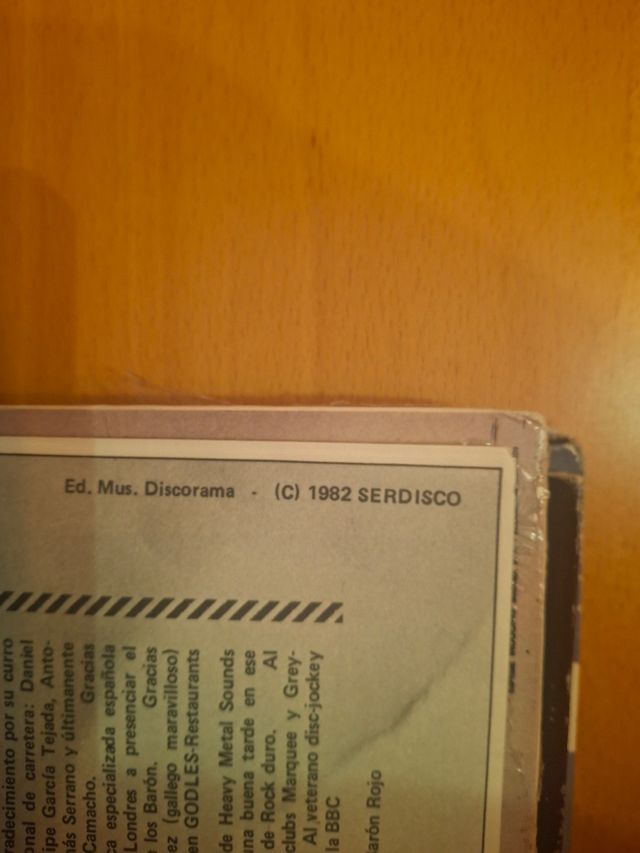 Ed. Mus. Discorama - (C) 1982 SERDISCO
radecimiento por su curro
onal de carretera: Daniel
ipe García Tejada, Anto-
nás Serrano y últimanente
Camacho. Gracias
ca especializada española
Londres a presenciar el
los Barón. Gracias
ez (gallego maravilloso)
en GODLES-Restaurants
de Heavy Metal Sounds
una buena tarde en ese
de Rock duro. Al
clubs Marquee y Grey-
Al veterano disc-jockey
la BBC
Barón Rojo